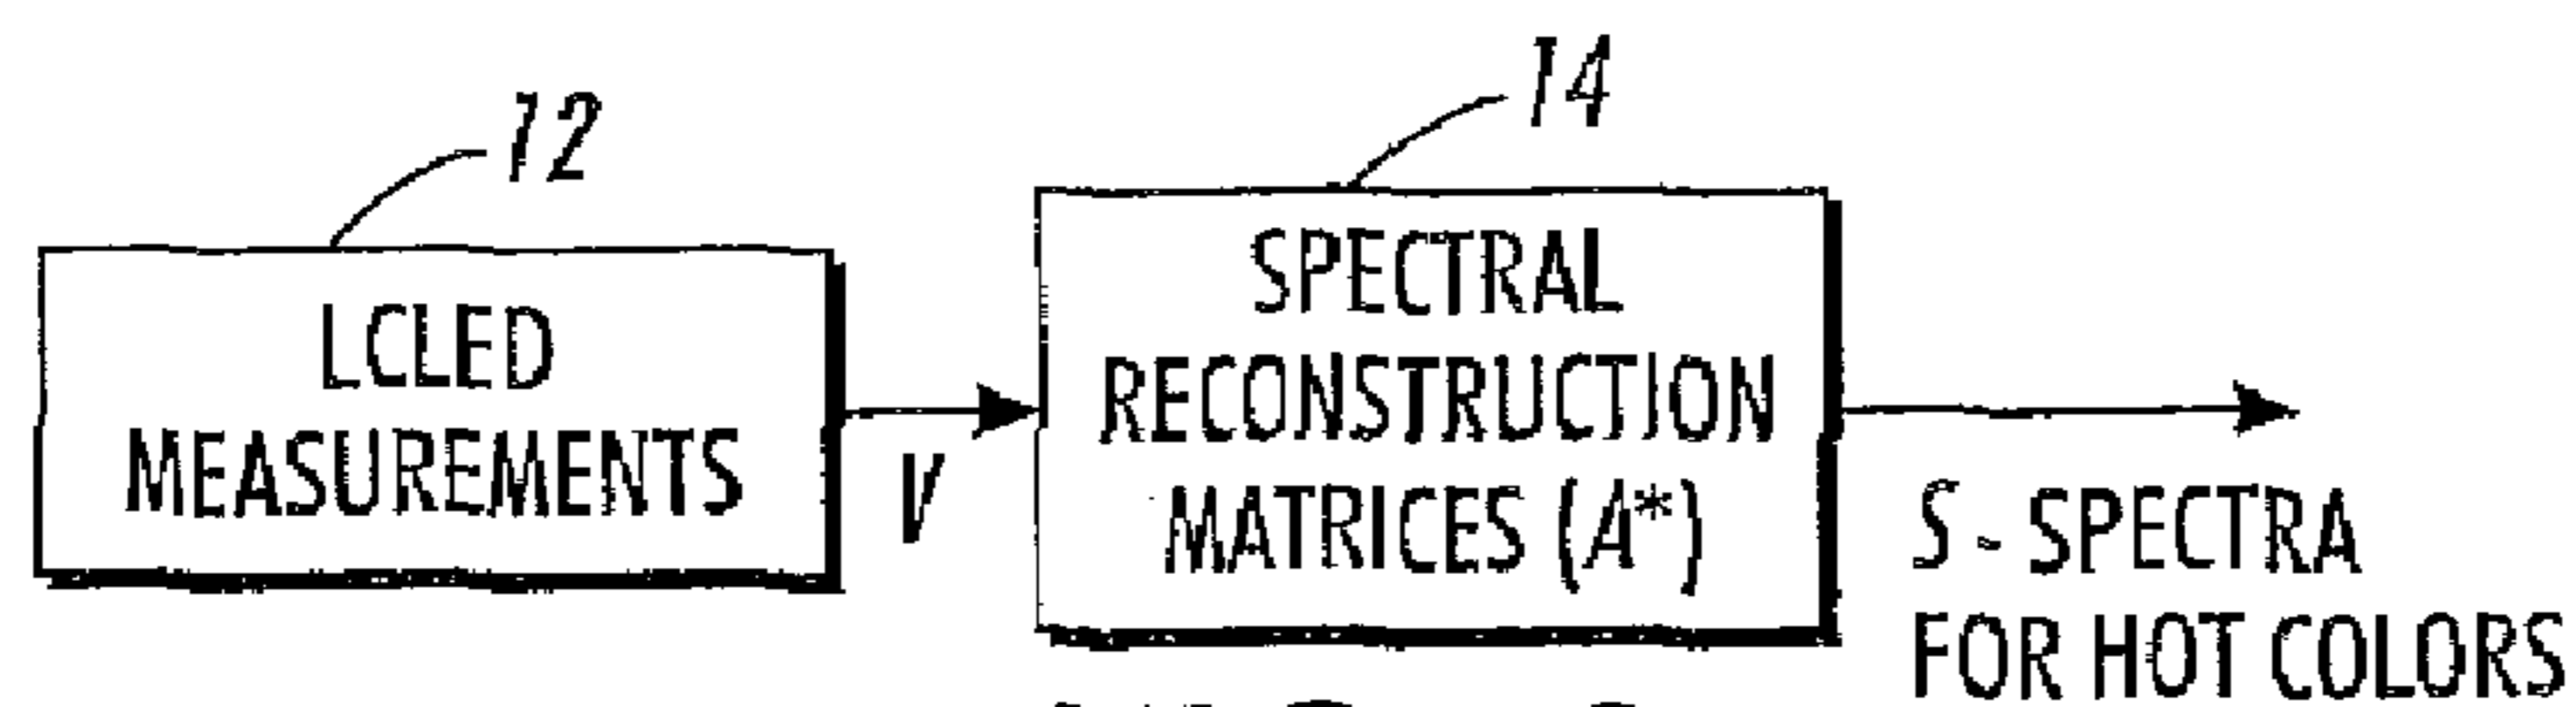 12
14
LCLED
MEASUREMENTS
V
SPECTRAL
RECONSTRUCTION
MATRICES (A*)
S - SPECTRA
FOR HOT COLORS